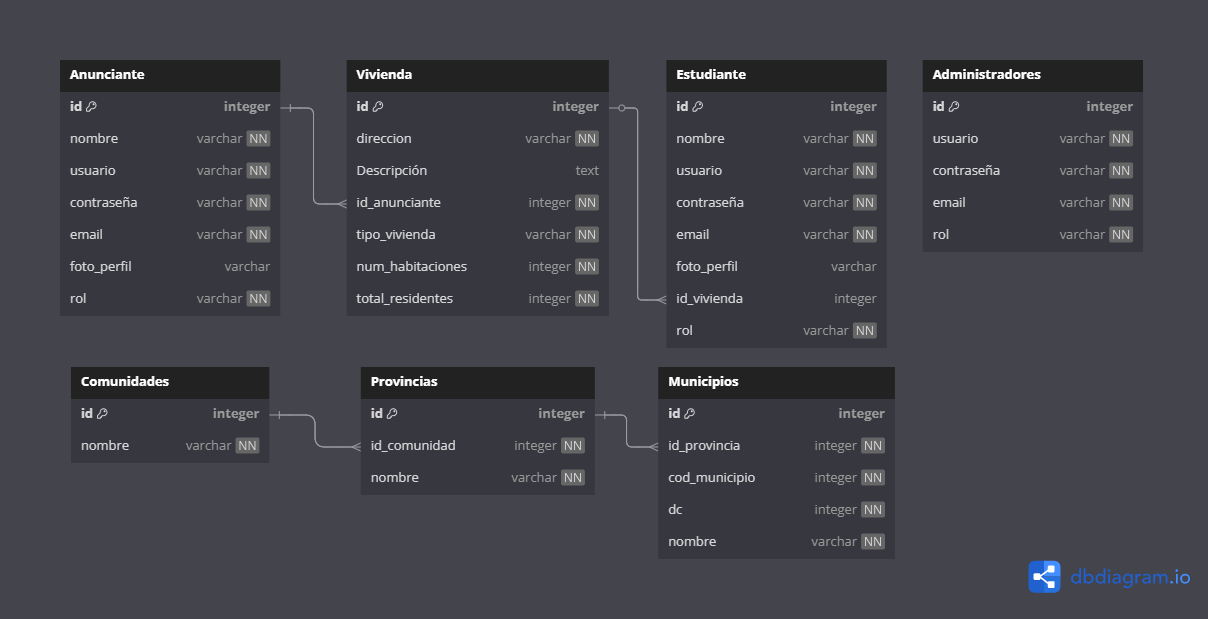 Anunciante
id integer
nombre varchar NN
usuario varchar NN
contraseña varchar NN
email varchar NN
foto_perfil varchar
rol varchar NN
Vivienda
id integer
direccion varchar NN
Descripción text
id_anunciante integer NN
tipo_vivienda varchar NN
num_habitaciones integer NN
total_residentes integer NN
Estudiante
id integer
nombre varchar NN
usuario varchar NN
contraseña varchar NN
email varchar NN
foto_perfil varchar
id_vivienda integer
rol varchar NN
Administradores
id integer
usuario varchar NN
contraseña varchar NN
email varchar NN
rol varchar NN
Comunidades
id integer
nombre varchar NN
Provincias
id integer
id_comunidad integer NN
nombre varchar NN
Municipios
id integer
id_provincia integer NN
cod_municipio integer NN
dc integer NN
nombre varchar NN
dbdiagram.io